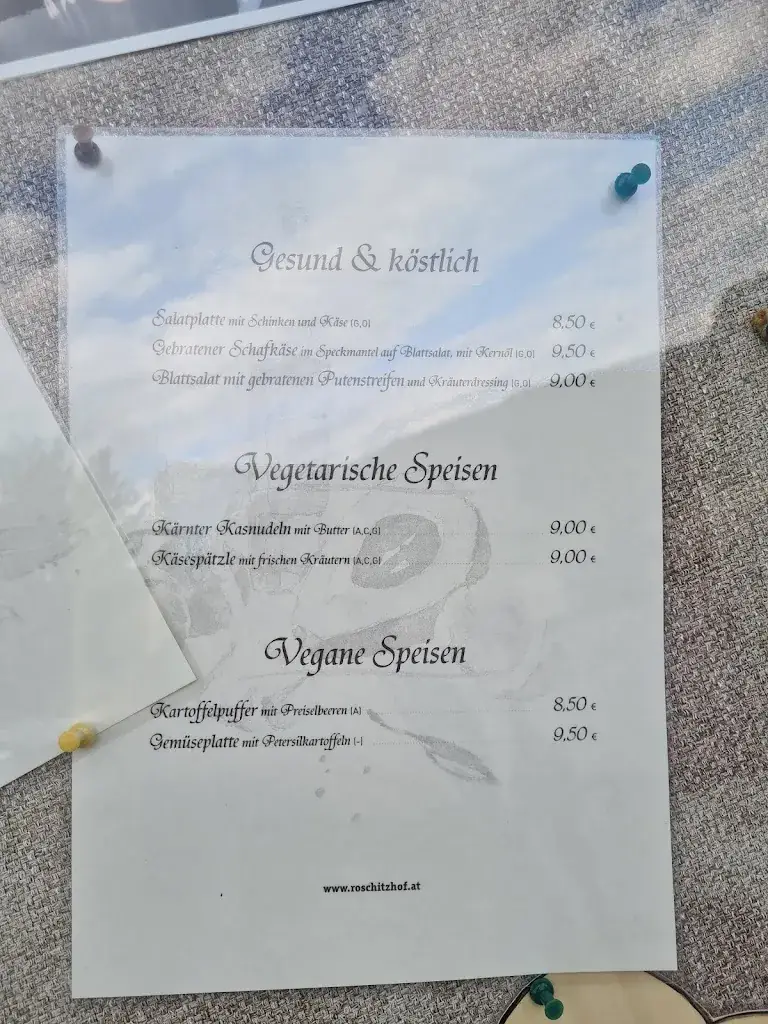 Gesund & köstlich
Salatplatte mit Schinken und Käse (G,O) 8,50 €
Gebratener Schafkäse im Speckmantel auf Blattsalat, mit Kernöl (G,O) 9,50 €
Blattsalat mit gebratenen Putenstreifen und Kräuterdressing (G,O) 9,00 €
Vegetarische Speisen
Kärnter Kasnudeln mit Butter (A,C,G) 9,00 €
Käsespätzle mit frischen Kräutern (A,C,G) 9,00 €
Vegane Speisen
Kartoffelpuffer mit Preiselbeeren (A) 8,50 €
Gemüseplatte mit Petersilkartoffeln (-) 9,50 €
www.roschitzhof.at